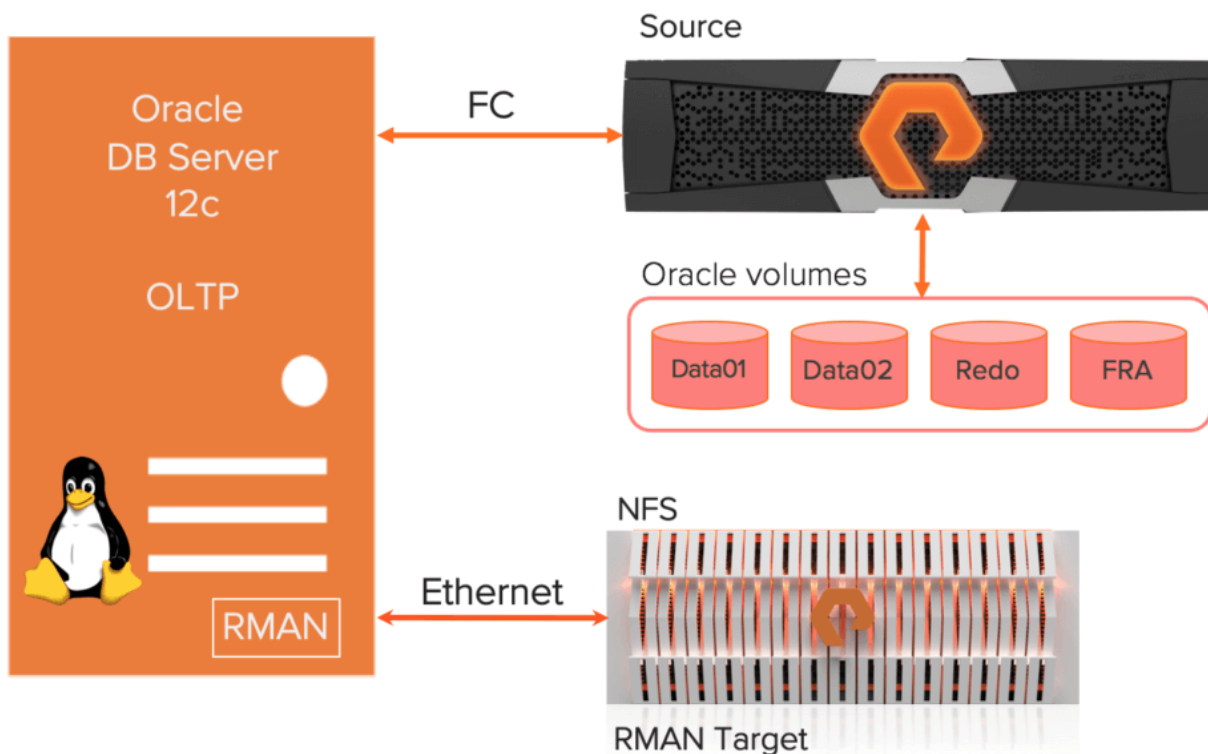 Oracle
DB Server
12c
OLTP
RMAN
FC
Ethernet
Source
Oracle volumes
Data01
Data02
Redo
FRA
NFS
RMAN Target